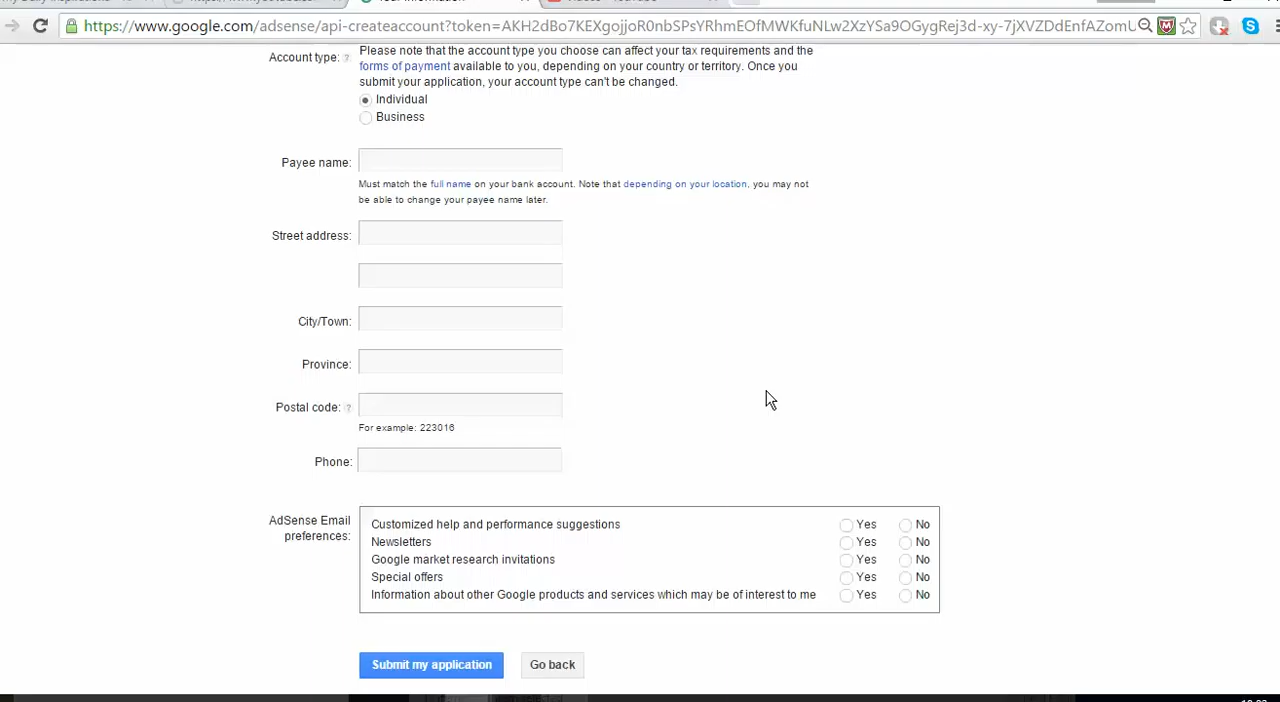 https://www.google.com/adsense/api-createaccount?token=AKH2dBo7KEXgojjoR0nbSPsYRhmEOfMWKfuNLw2XzYSa9OGygRej3d-xy-7jXVZDdEnfAZomU
Please note that the account type you choose can affect your tax requirements and the
Account type: ?
forms of payment available to you, depending on your country or territory. Once you
submit your application, your account type can't be changed.
Individual
Business
Payee name:
Must match the full name on your bank account. Note that depending on your location, you may not
be able to change your payee name later.
Street address:
City/Town:
Province:
Postal code: ?
For example: 223016
Phone:
AdSense Email
preferences:
Customized help and performance suggestions Yes No
Newsletters Yes No
Google market research invitations Yes No
Special offers Yes No
Information about other Google products and services which may be of interest to me Yes No
Submit my application Go back